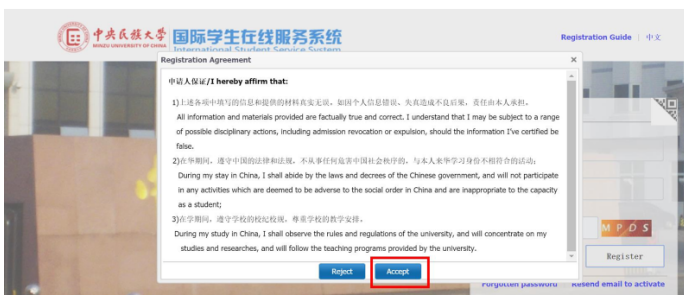 中央民族大学
MINZU UNIVERSITY OF CHINA
国际学生在线服务系统
International Student Service System
Registration Guide | 中文
Registration Agreement
申请人保证/I hereby affirm that:
1)上述各项中填写的信息和提供的材料真实无误，如因个人信息错误、失真造成不良后果，责任由本人承担。
All information and materials provided are factually true and correct. I understand that I may be subject to a range
of possible disciplinary actions, including admission revocation or expulsion, should the information I've certified be
false.
2)在华期间，遵守中国的法律和法规，不从事任何危害中国社会秩序的、与本人来华学习身份不相符合的活动;
During my stay in China, I shall abide by the laws and decrees of the Chinese government, and will not participate
in any activities which are deemed to be adverse to the social order in China and are inappropriate to the capacity
as a student;
3)在学期间，遵守学校的校纪校规，尊重学校的教学安排。
During my study in China, I shall observe the rules and regulations of the university, and will concentrate on my
studies and researches, and will follow the teaching programs provided by the university.
MPDS
Register
Reject
Accept
Forgotten password
Resend email to activate